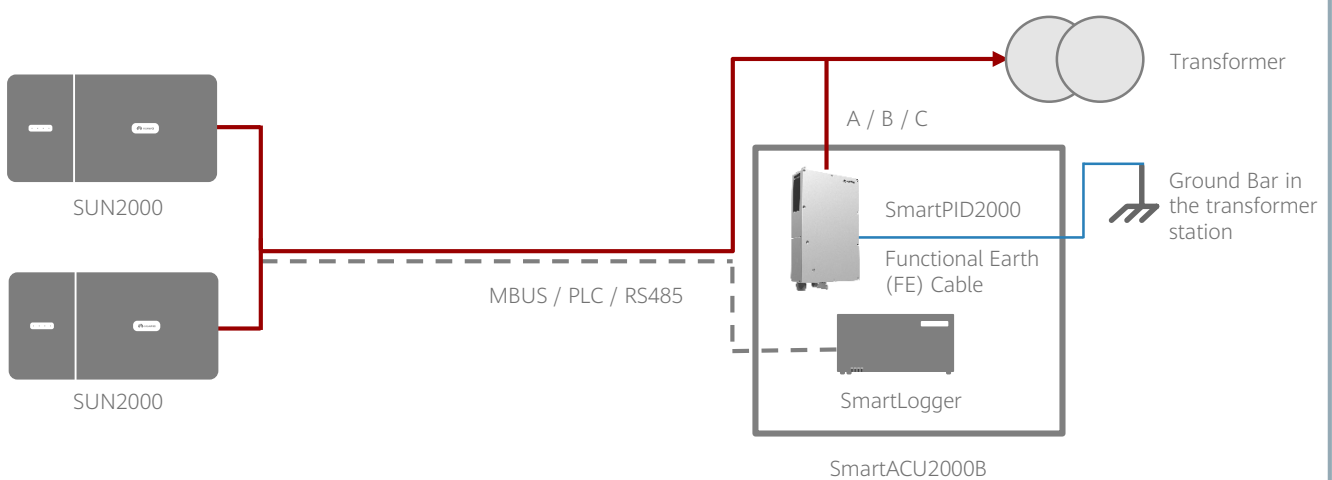 Transformer
A / B / C
SUN2000
SmartPID2000
Ground Bar in
the transformer
station
Functional Earth
(FE) Cable
MBUS / PLC / RS485
SUN2000
SmartLogger
SmartACU2000B